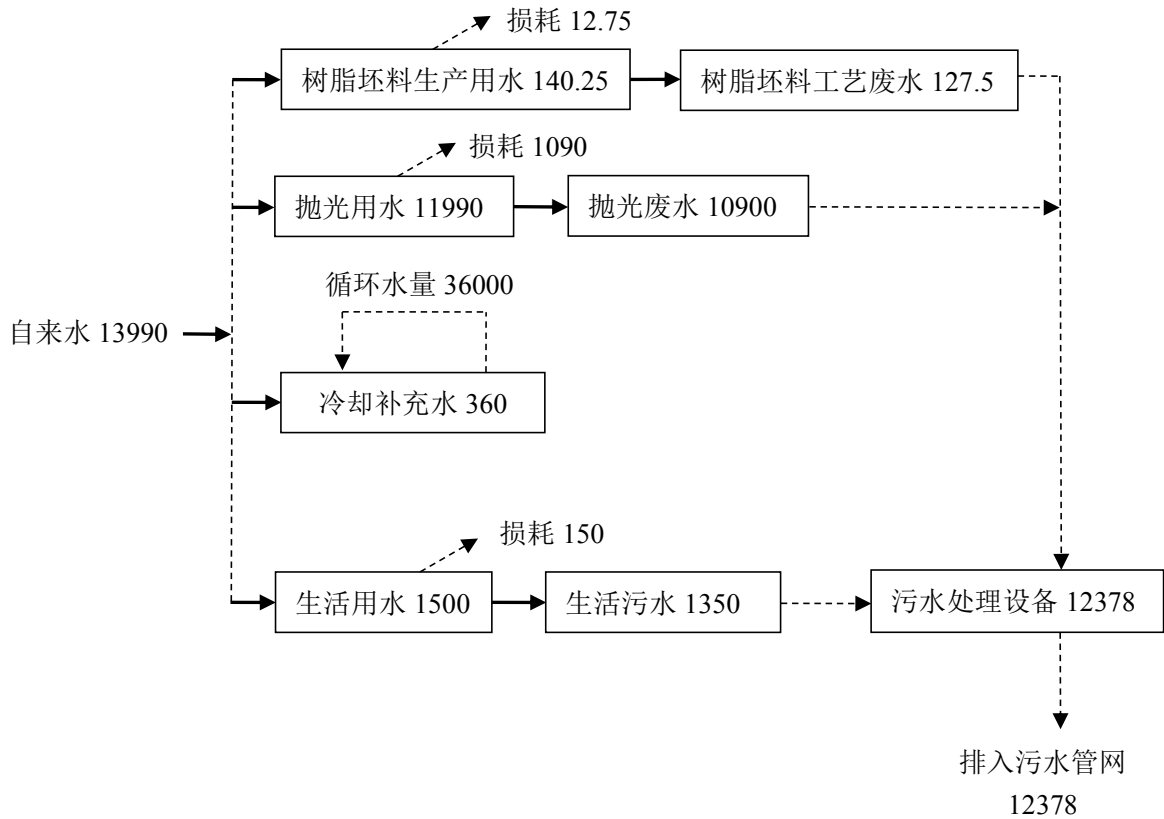 损耗 12.75
树脂坯料生产用水 140.25
树脂坯料工艺废水 127.5
损耗 1090
抛光用水 11990
抛光废水 10900
循环水量 36000
自来水 13990
冷却补充水 360
损耗 150
生活用水 1500
生活污水 1350
污水处理设备 12378
排入污水管网
12378